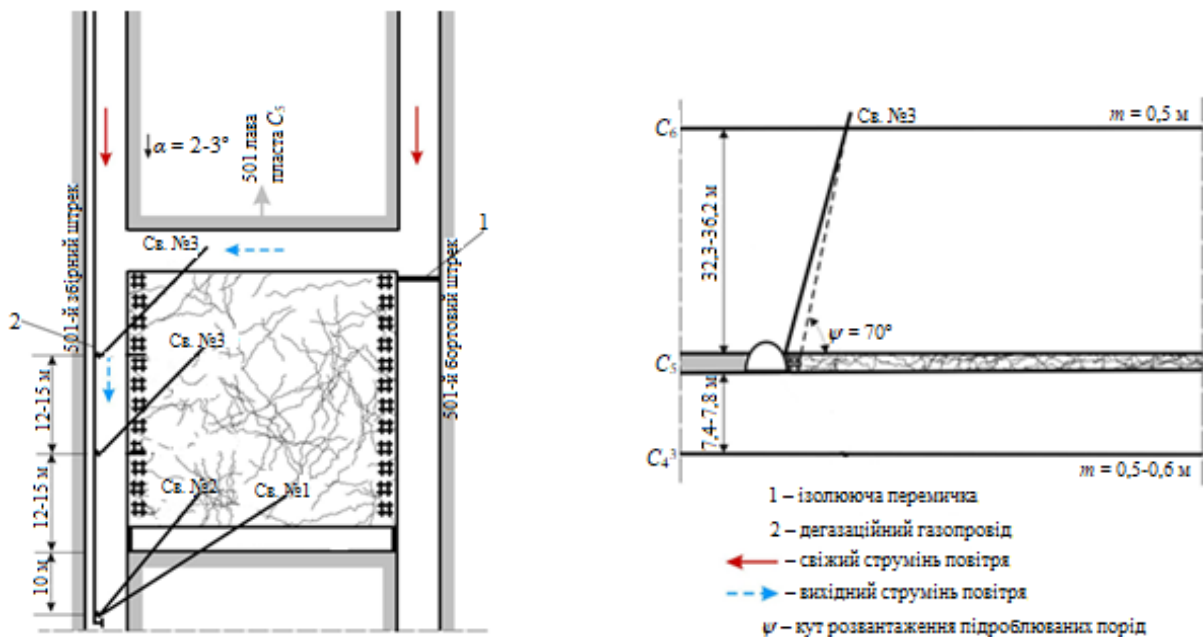 α = 2-3°
501 лава
пласта C₅
501-й збірний штрек
Св. №3
1
501-й бортовий штрек
2
Св. №3
12-15 м
12-15 м
Св. №2
Св. №1
10 м
Св. №3
C₆
m = 0,5 м
32,3-36,2 м
ψ = 70°
C₅
7,4-7,8 м
C₄³
m = 0,5-0,6 м
1 – ізолююча перемичка
2 – дегазаційний газопровід
– свіжий струмінь повітря
– вихідний струмінь повітря
ψ – кут розвантаження підроблюваних порід